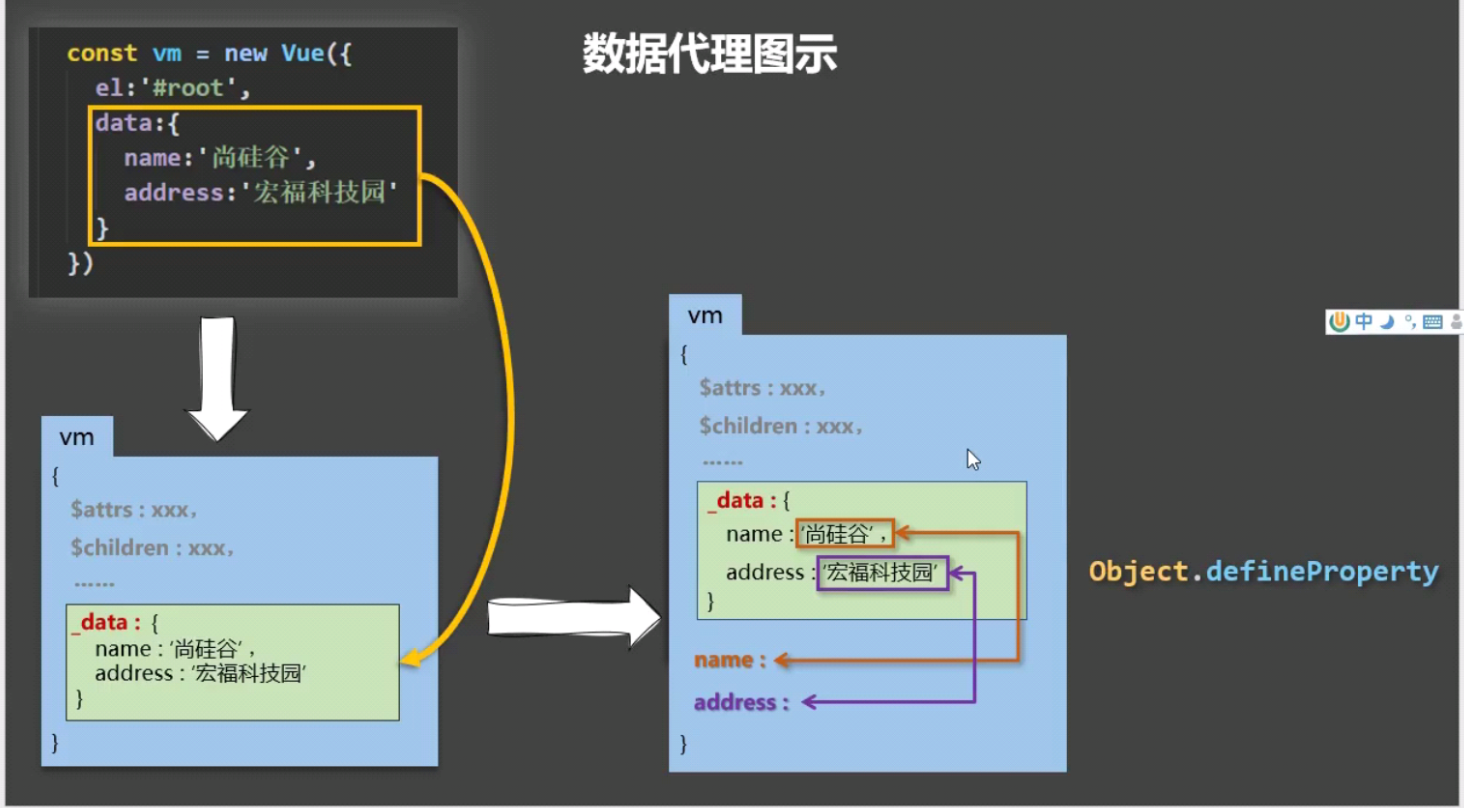 数据代理图示
const vm = new Vue({
el:'#root',
data:{
name:'尚硅谷',
address:'宏福科技园'
}
})
vm
{
$attrs : xxx,
$children : xxx,
......
_data : {
name : '尚硅谷' ,
address : '宏福科技园'
}
}
vm
{
$attrs : xxx,
$children : xxx,
......
_data : {
name : '尚硅谷' ,
address : '宏福科技园'
}
name :
address :
}
Object.defineProperty
中